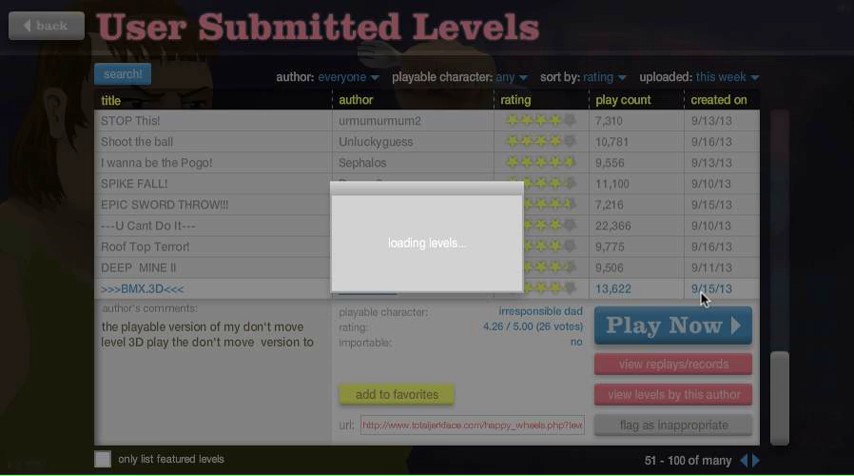 back User Submitted Levels
search! author: everyone playable character: any sort by: rating uploaded: this week
title author rating play count created on
STOP This! urmumurmum2 7,310 9/13/13
Shoot the ball Unluckyguess 10,781 9/16/13
I wanna be the Pogo! Sephalos 9,556 9/13/13
SPIKE FALL! 11,100 9/10/13
EPIC SWORD THROW!!! 7,216 9/15/13
---U Cant Do It--- 22,366 9/10/13
Roof Top Terror! 9,775 9/16/13
DEEP MINE II 9,506 9/11/13
>>>BMX.3D<<< 13,622 9/15/13
loading levels...
author's comments:
the playable version of my don't move
level 3D play the don't move version to
playable character: irresponsible dad
rating: 4.26 / 5.00 (26 votes)
importable: no
add to favorites
url: http://www.totaljerkface.com/happy_wheels.php?lev
Play Now
view replays/records
view levels by this author
flag as inappropriate
only list featured levels
51 - 100 of many